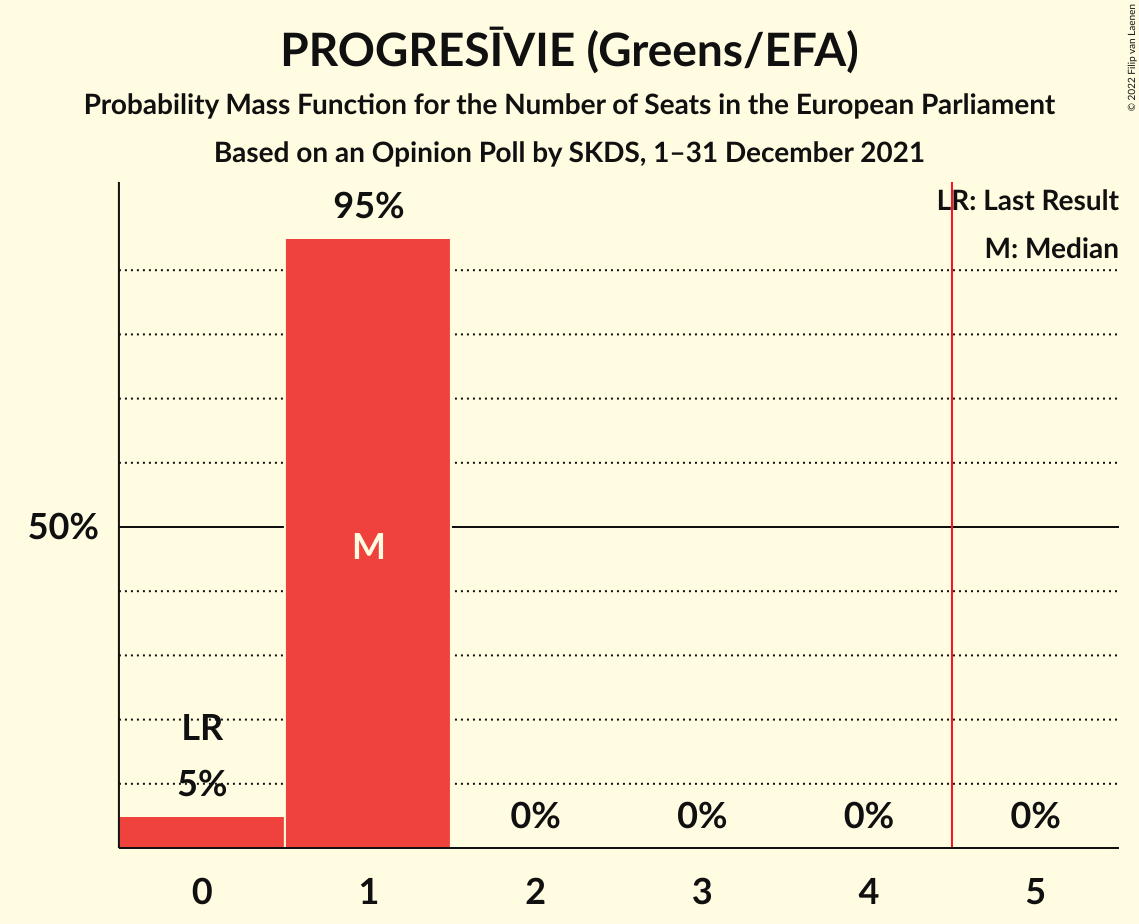 PROGRESĪVIE (Greens/EFA)
Probability Mass Function for the Number of Seats in the European Parliament
Based on an Opinion Poll by SKDS, 1–31 December 2021
© 2022 Filip van Laenen
LR: Last Result
M: Median
95%
50%
M
LR
5%
0% 0% 0% 0%
0 1 2 3 4 5